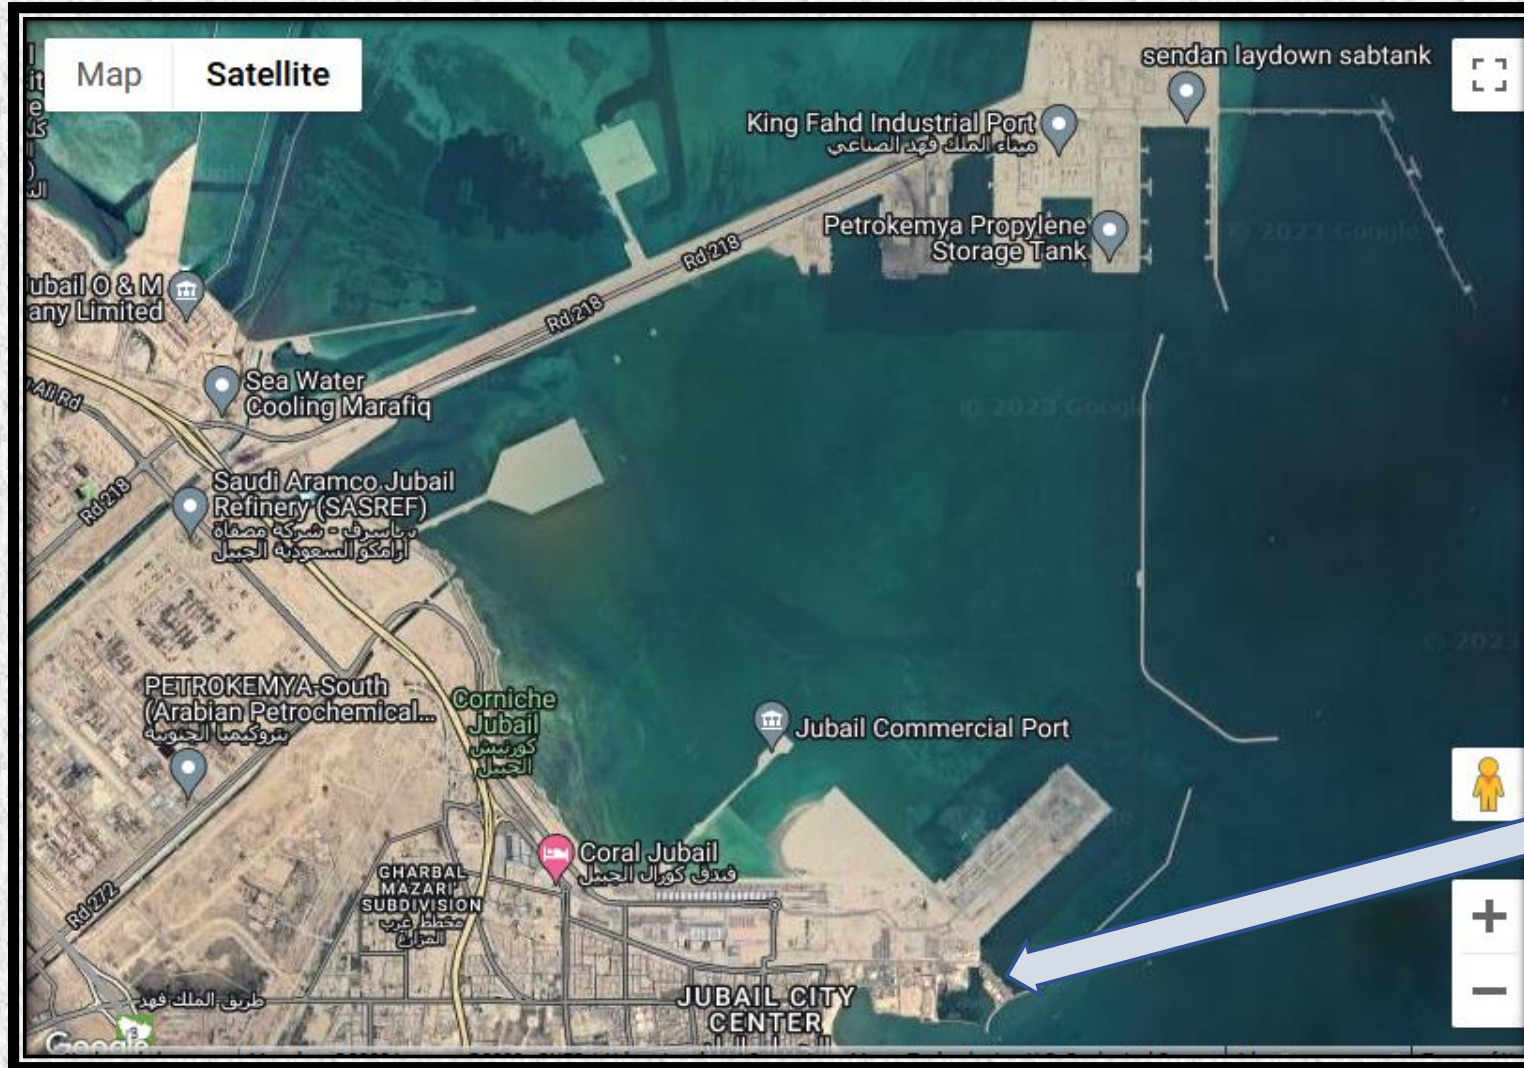 Map
Satellite
sendan laydown sabtank
King Fahd Industrial Port
ميناء الملك فهد الصناعي
© 2023 Google
Petrokemya Propylene
Storage Tank
Rd 218
Rd 218
ubail O & M
any Limited
© 2023 Google
Sea Water
Cooling Marafiq
Ali Rd
Saudi Aramco Jubail
Refinery (SASREF)
ساسرف - شركة مصفاة
أرامكو السعودية الجبيل
Rd 218
© 2023
PETROKEMYA-South
(Arabian Petrochemical...
بتروكيميا الجنوبية
Corniche
Jubail
كورنيش
الجبيل
Jubail Commercial Port
Coral Jubail
فندق كورال الجبيل
GHARBAL
MAZARI'
SUBDIVISION
مخطط غرب
المزارع
Rd 272
JUBAIL CITY
CENTER
طريق الملك فهد
Google